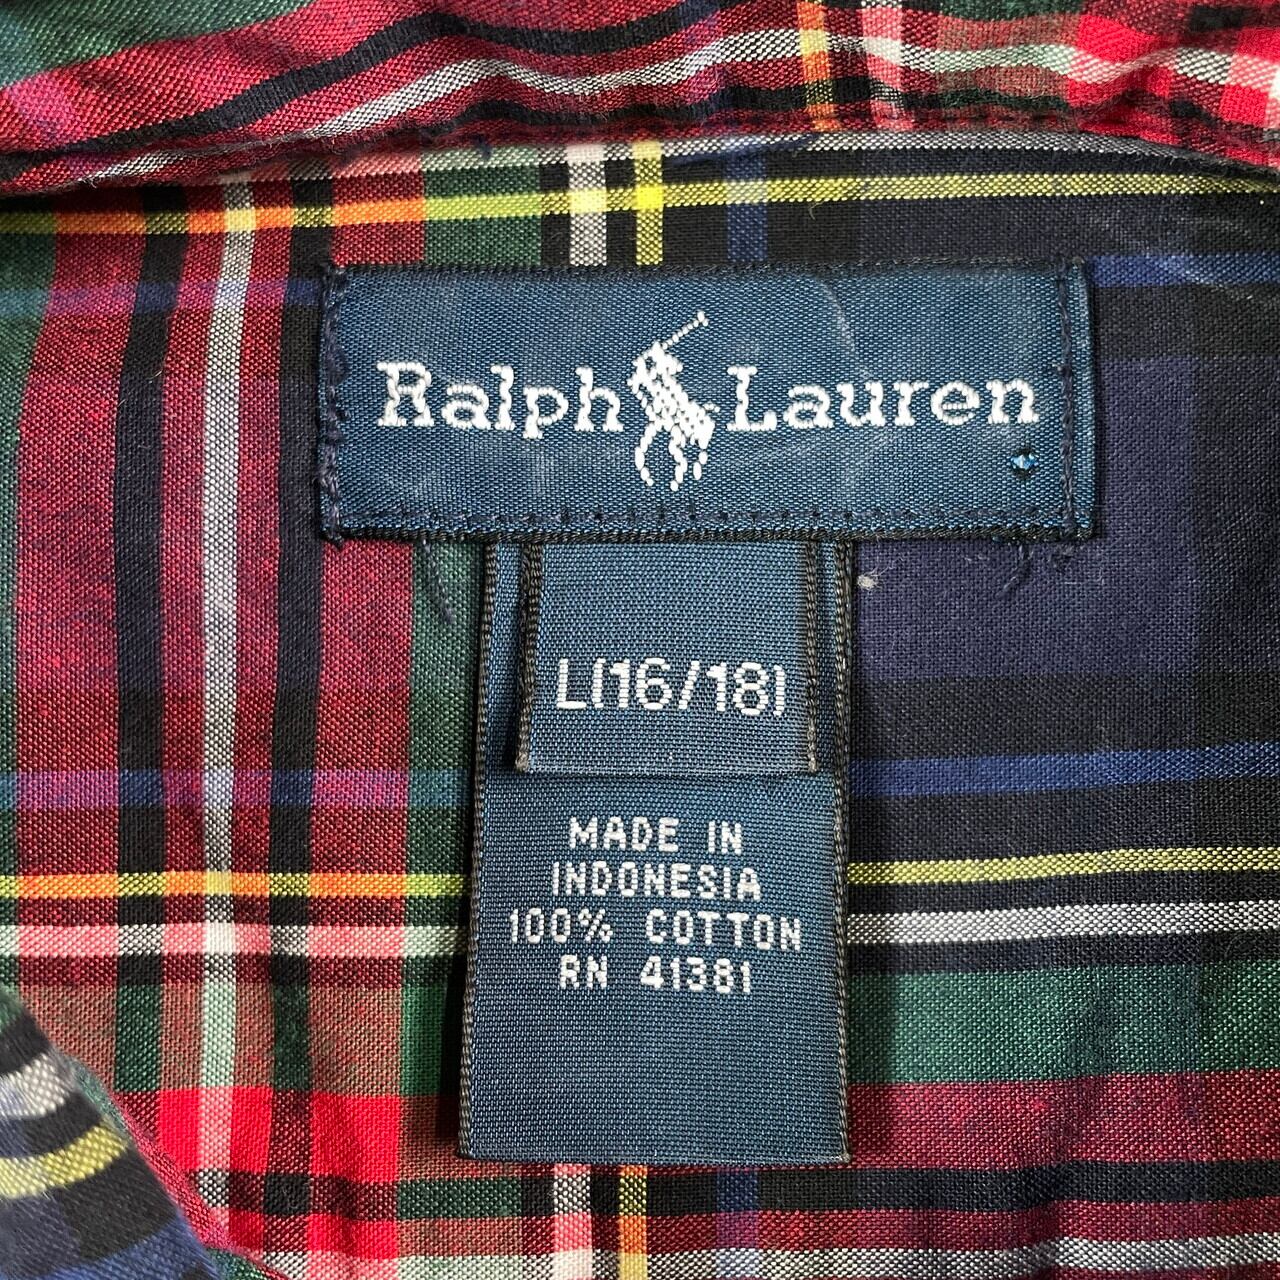 Ralph Lauren
L(16/18)
MADE IN
INDONESIA
100% COTTON
RN 41381